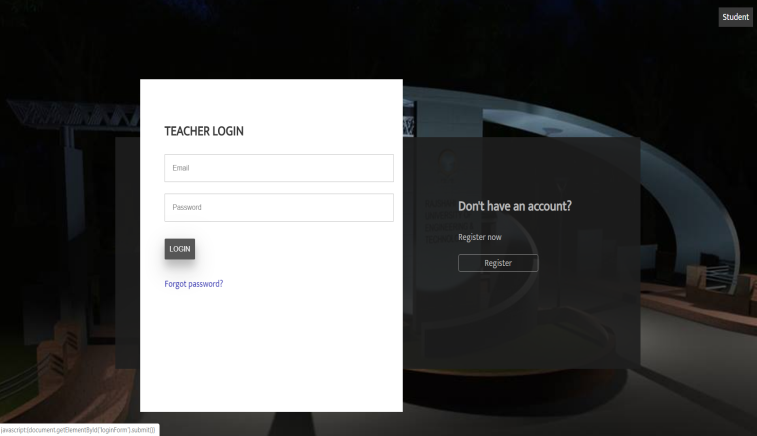 Student
TEACHER LOGIN
Email
Password
LOGIN
Forgot password?
Don't have an account?
Register now
Register
javascript:{document.getElementById('loginForm').submit()}